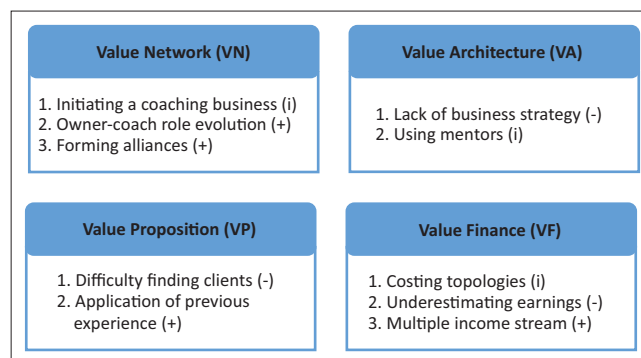 Value Network (VN)
1. Initiating a coaching business (i)
2. Owner-coach role evolution (+)
3. Forming alliances (+)
Value Architecture (VA)
1. Lack of business strategy (-)
2. Using mentors (i)
Value Proposition (VP)
1. Difficulty finding clients (-)
2. Application of previous
experience (+)
Value Finance (VF)
1. Costing topologies (i)
2. Underestimating earnings (-)
3. Multiple income stream (+)